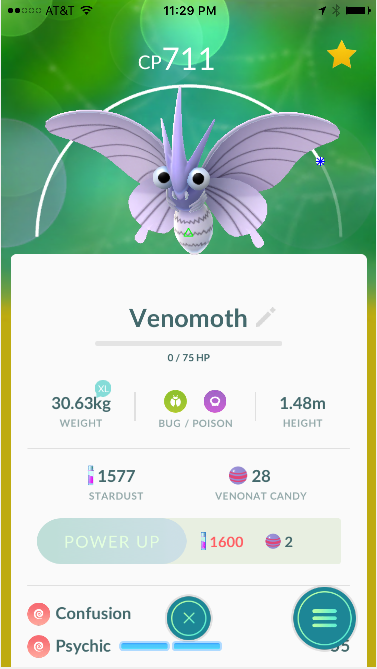 AT&T 11:29 PM
CP711
Venomoth
0 / 75 HP
XL
30.63kg BUG / POISON 1.48m
WEIGHT HEIGHT
1577 28
STARDUST VENONAT CANDY
POWER UP 1600 2
Confusion
Psychic